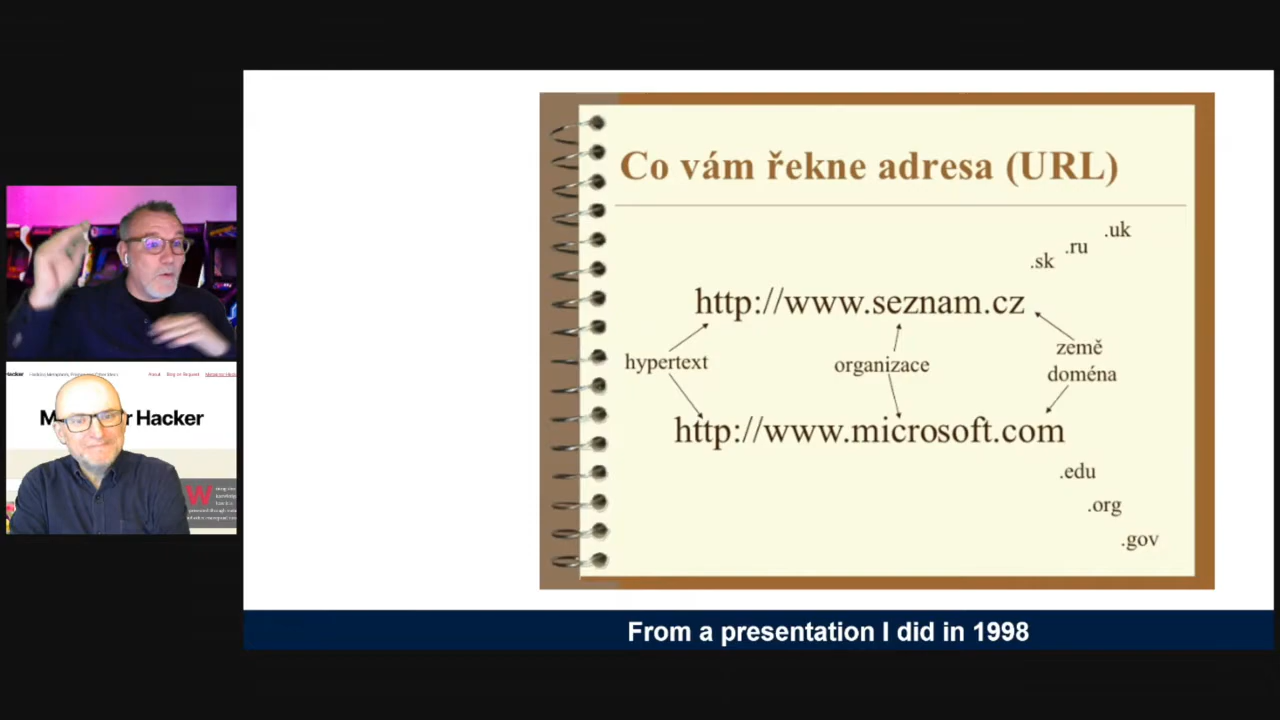 Co vám řekne adresa (URL)
.uk
.ru
.sk
http://www.seznam.cz
hypertext
organizace
země
doména
http://www.microsoft.com
.edu
.org
.gov
Hacker
M
r Hacker
W
From a presentation I did in 1998